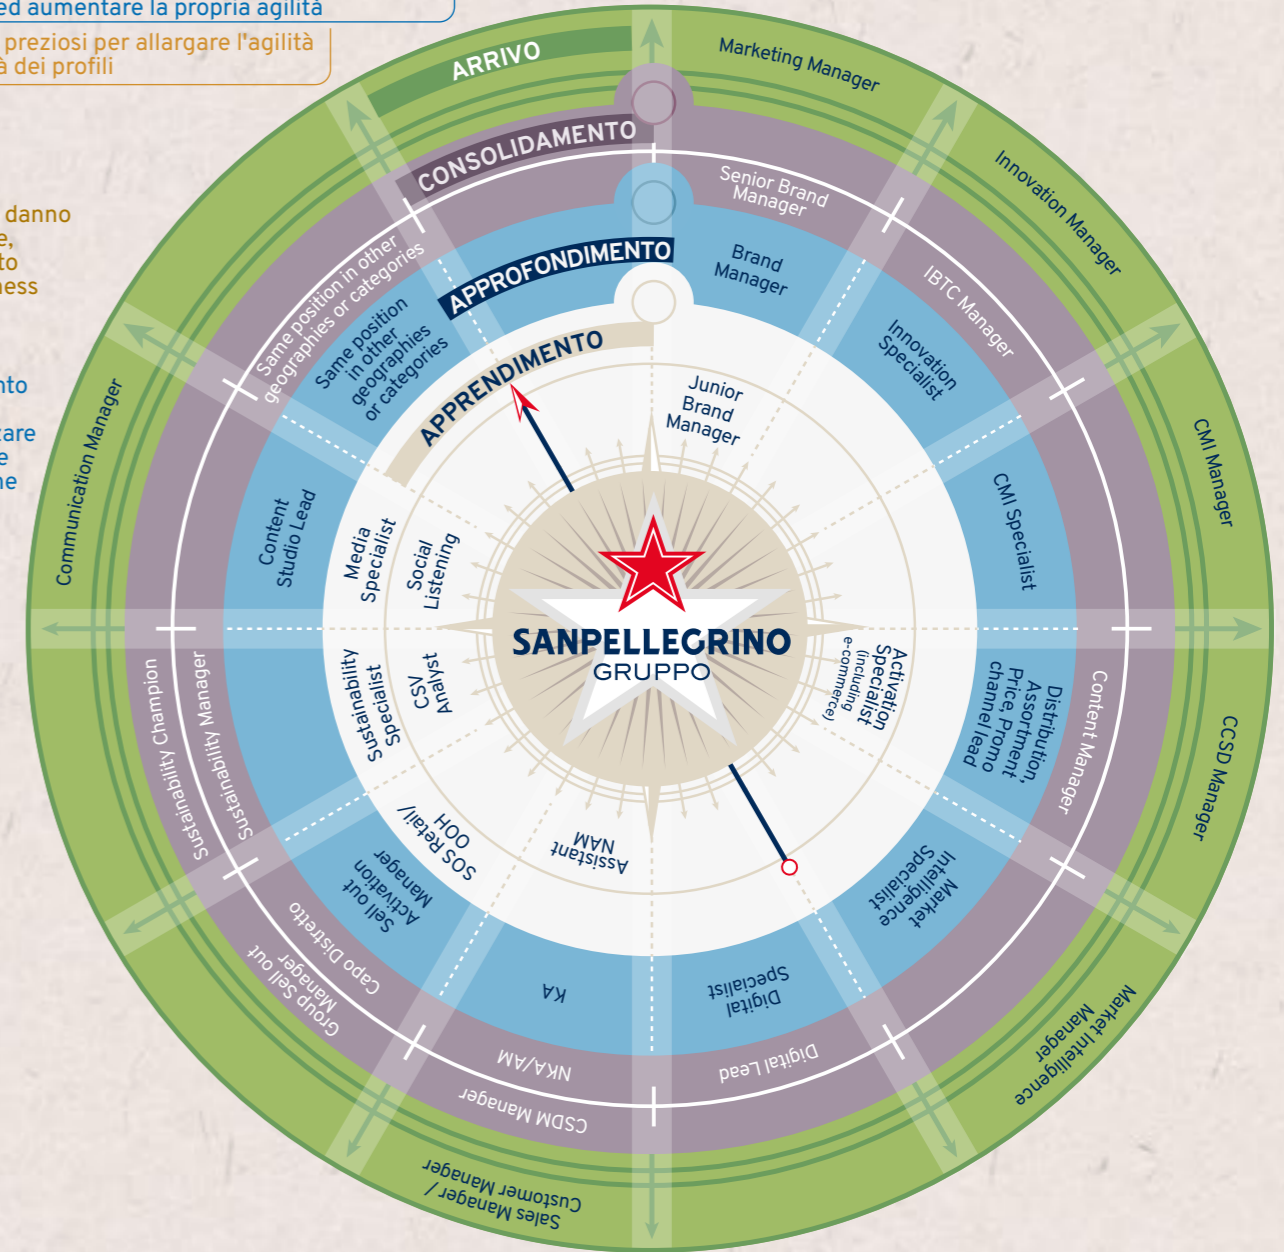 ed aumentare la propria agilità
preziosi per allargare l'agilità
à dei profili
danno
e,
to
ness
nto
zare
e
ne
ARRIVO
CONSOLIDAMENTO
APPROFONDIMENTO
APPRENDIMENTO
Marketing Manager
Innovation Manager
CMI Manager
CCSD Manager
Market Intelligence
Manager
Sales Manager /
Customer Manager
Communication Manager
Senior Brand
Manager
IBTC Manager
Content Manager
Digital Lead
NKA/AM
CSDM Manager
Capo Distretto
Group Sell out
Manager
Sustainability Champion
Sustainability Manager
Same position in other
geographies or categories
Brand
Manager
Innovation
Specialist
CMI Specialist
Distribution,
Assortment,
Price, Promo
channel lead
Market
Intelligence
Specialist
Digital
Specialist
KA
Sell out
Activation
Manager
Content
Studio Lead
Same position
in other
geographies
or categories
Junior
Brand
Manager
Activation
Specialist
(including
e-commerce)
Assistant
NAM
SOS Retail/
OOH
Sustainability
Specialist
CSV
Analyst
Media
Specialist
Social
Listening
SANPELLEGRINO
GRUPPO